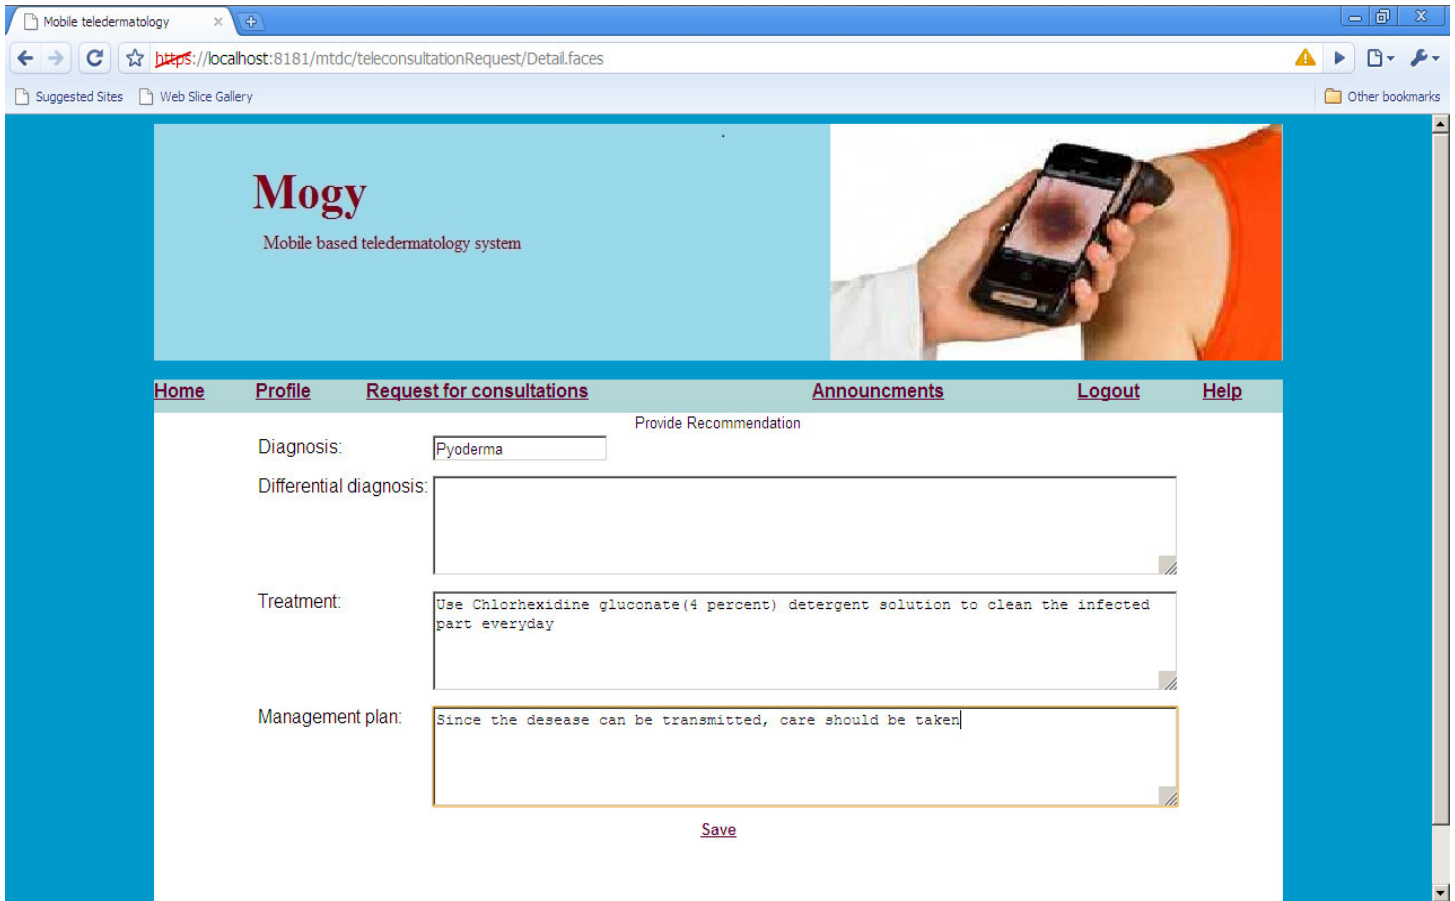 Mobile teledermatology
https://localhost:8181/mtdc/teleconsultationRequest/Detail.faces
Suggested Sites Web Slice Gallery Other bookmarks
Mogy
Mobile based teledermatology system
Home Profile Request for consultations Announcments Logout Help
Provide Recommendation
Diagnosis: Pyoderma
Differential diagnosis:
Treatment: Use Chlorhexidine gluconate(4 percent) detergent solution to clean the infected
part everyday
Management plan: Since the desease can be transmitted, care should be taken
Save